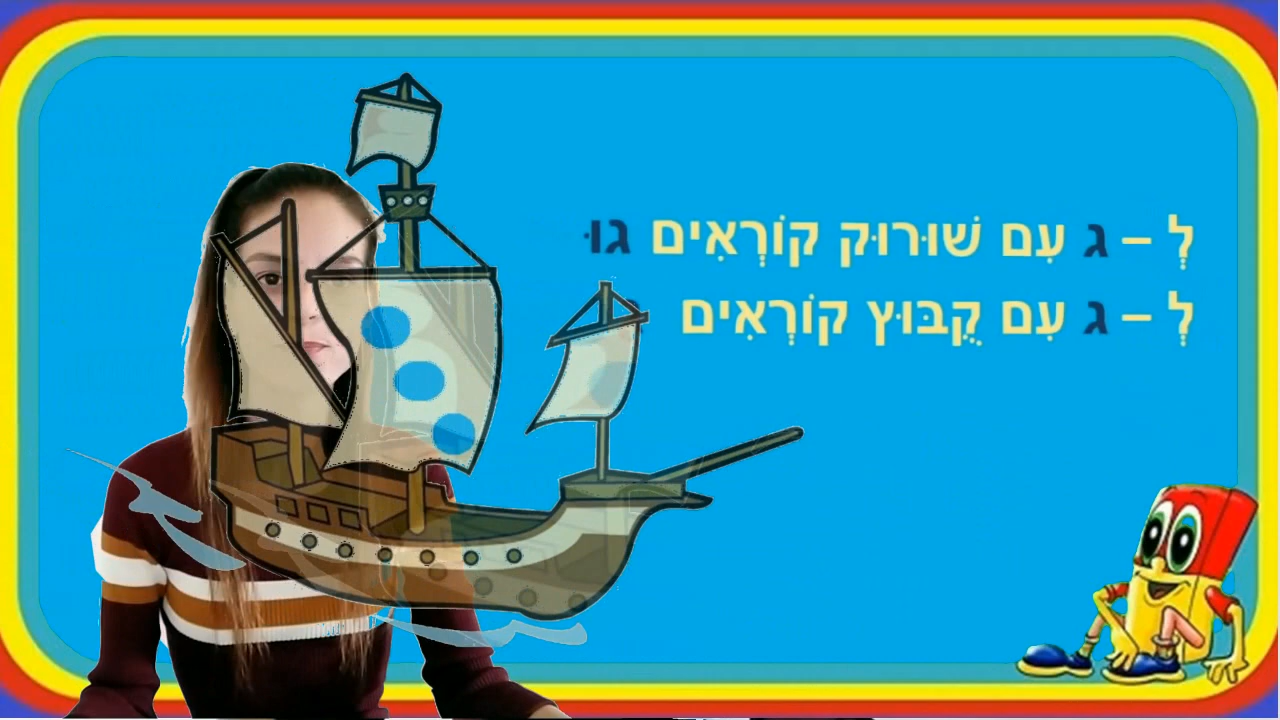 לְ – ג עִם שׁוּרוּק קוֹרְאִים גוּ
לְ – ג עִם קֻבּוּץ קוֹרְאִים